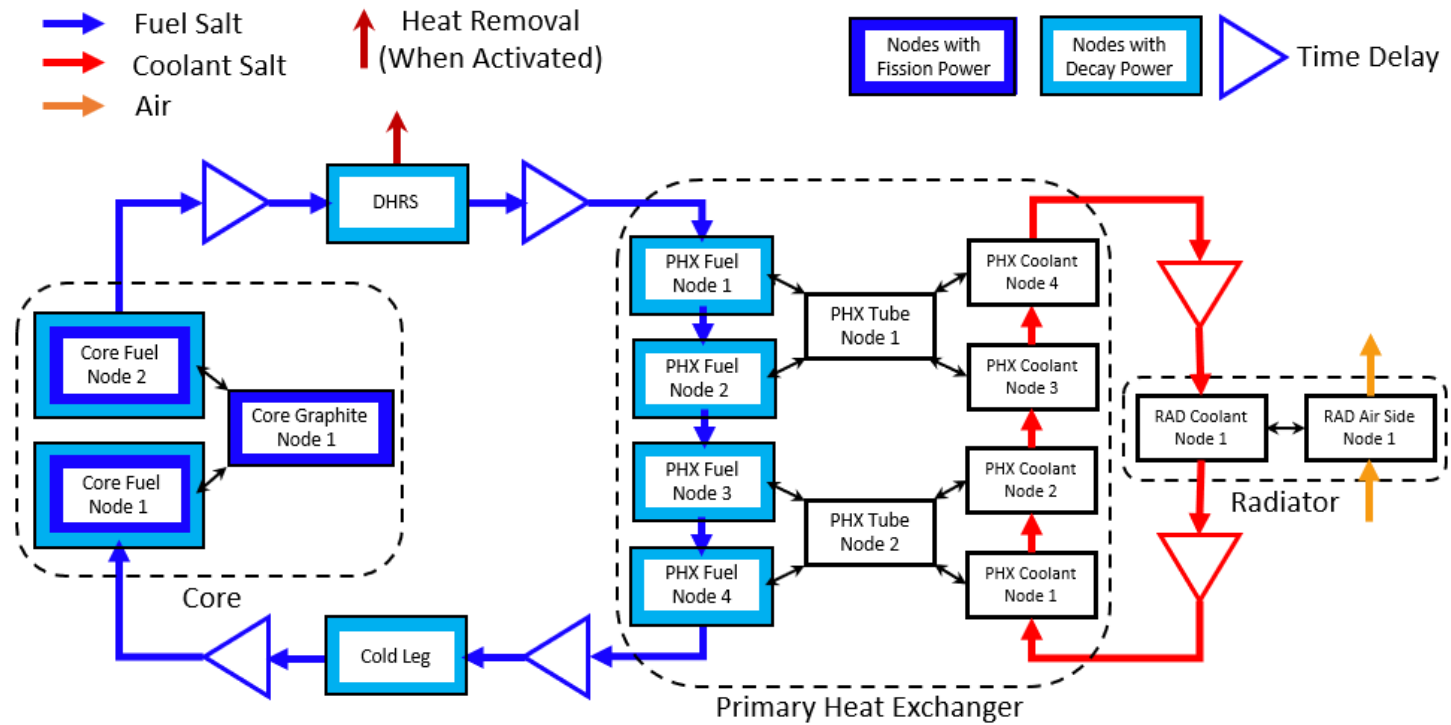 Fuel Salt
Coolant Salt
Air
Heat Removal
(When Activated)
Nodes with
Fission Power
Nodes with
Decay Power
Time Delay
DHRS
PHX Fuel
Node 1
PHX Fuel
Node 2
PHX Fuel
Node 3
PHX Fuel
Node 4
PHX Tube
Node 1
PHX Tube
Node 2
PHX Coolant
Node 4
PHX Coolant
Node 3
PHX Coolant
Node 2
PHX Coolant
Node 1
Core Fuel
Node 2
Core Graphite
Node 1
Core Fuel
Node 1
Core
Cold Leg
RAD Coolant
Node 1
RAD Air Side
Node 1
Radiator
Primary Heat Exchanger